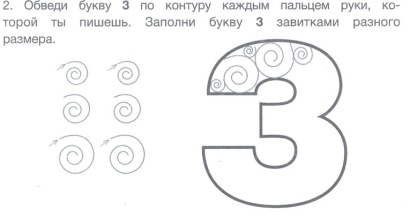 2. Обведи букву З по контуру каждым пальцем руки, ко-
торой ты пишешь. Заполни букву З завитками разного
размера.
З